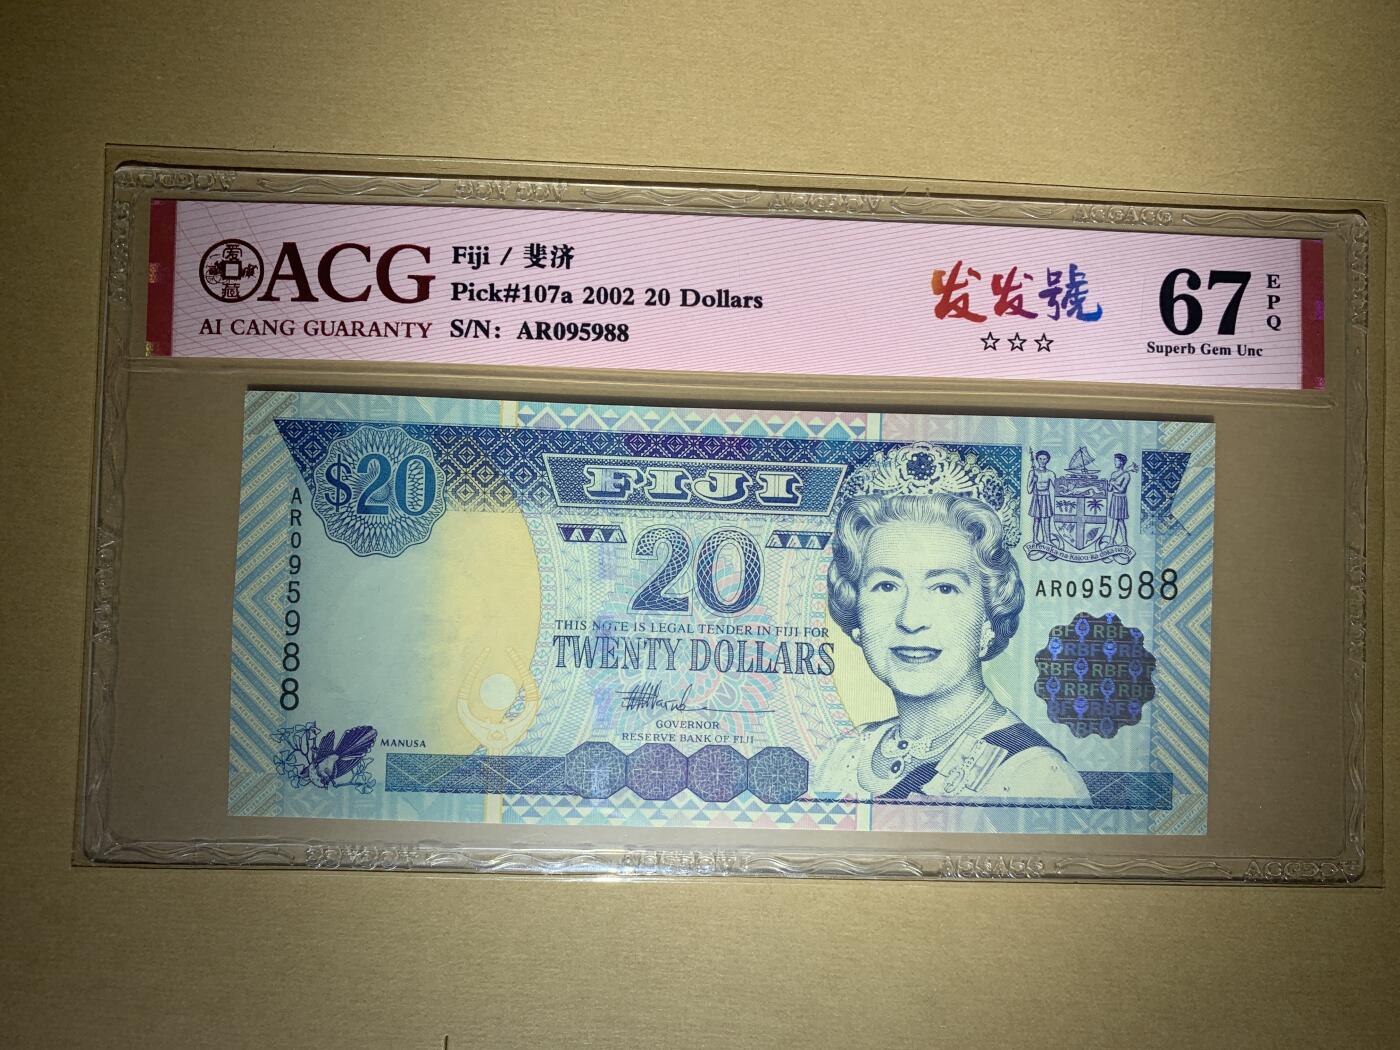 ACG
AI CANG GUARANTY
Fiji / 斐济
Pick#107a 2002 20 Dollars
S/N: AR095988
发发號
☆☆☆
67
EPQ
Superb Gem Unc
$20
FIJI
20
THIS NOTE IS LEGAL TENDER IN FIJI FOR
TWENTY DOLLARS
GOVERNOR
RESERVE BANK OF FIJI
AR095988
AR095988
MANUSA
RBF